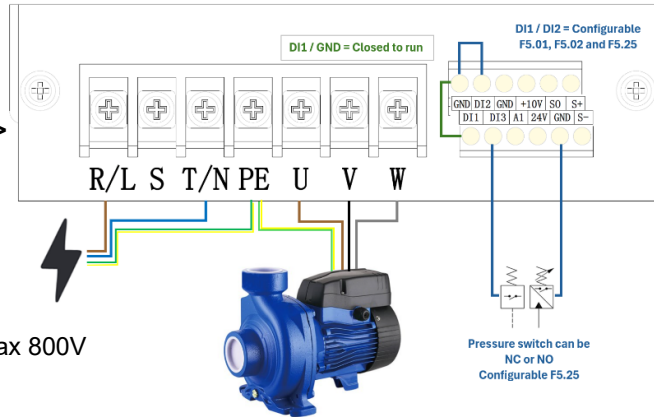 DI1 / DI2 = Configurable
F5.01, F5.02 and F5.25
DI1 / GND = Closed to run
GND DI2 GND +10V SO S+
DI1 DI3 A1 24V GND S-
>
R/L S T/N PE U V W
ax 800V
Pressure switch can be
NC or NO
Configurable F5.25